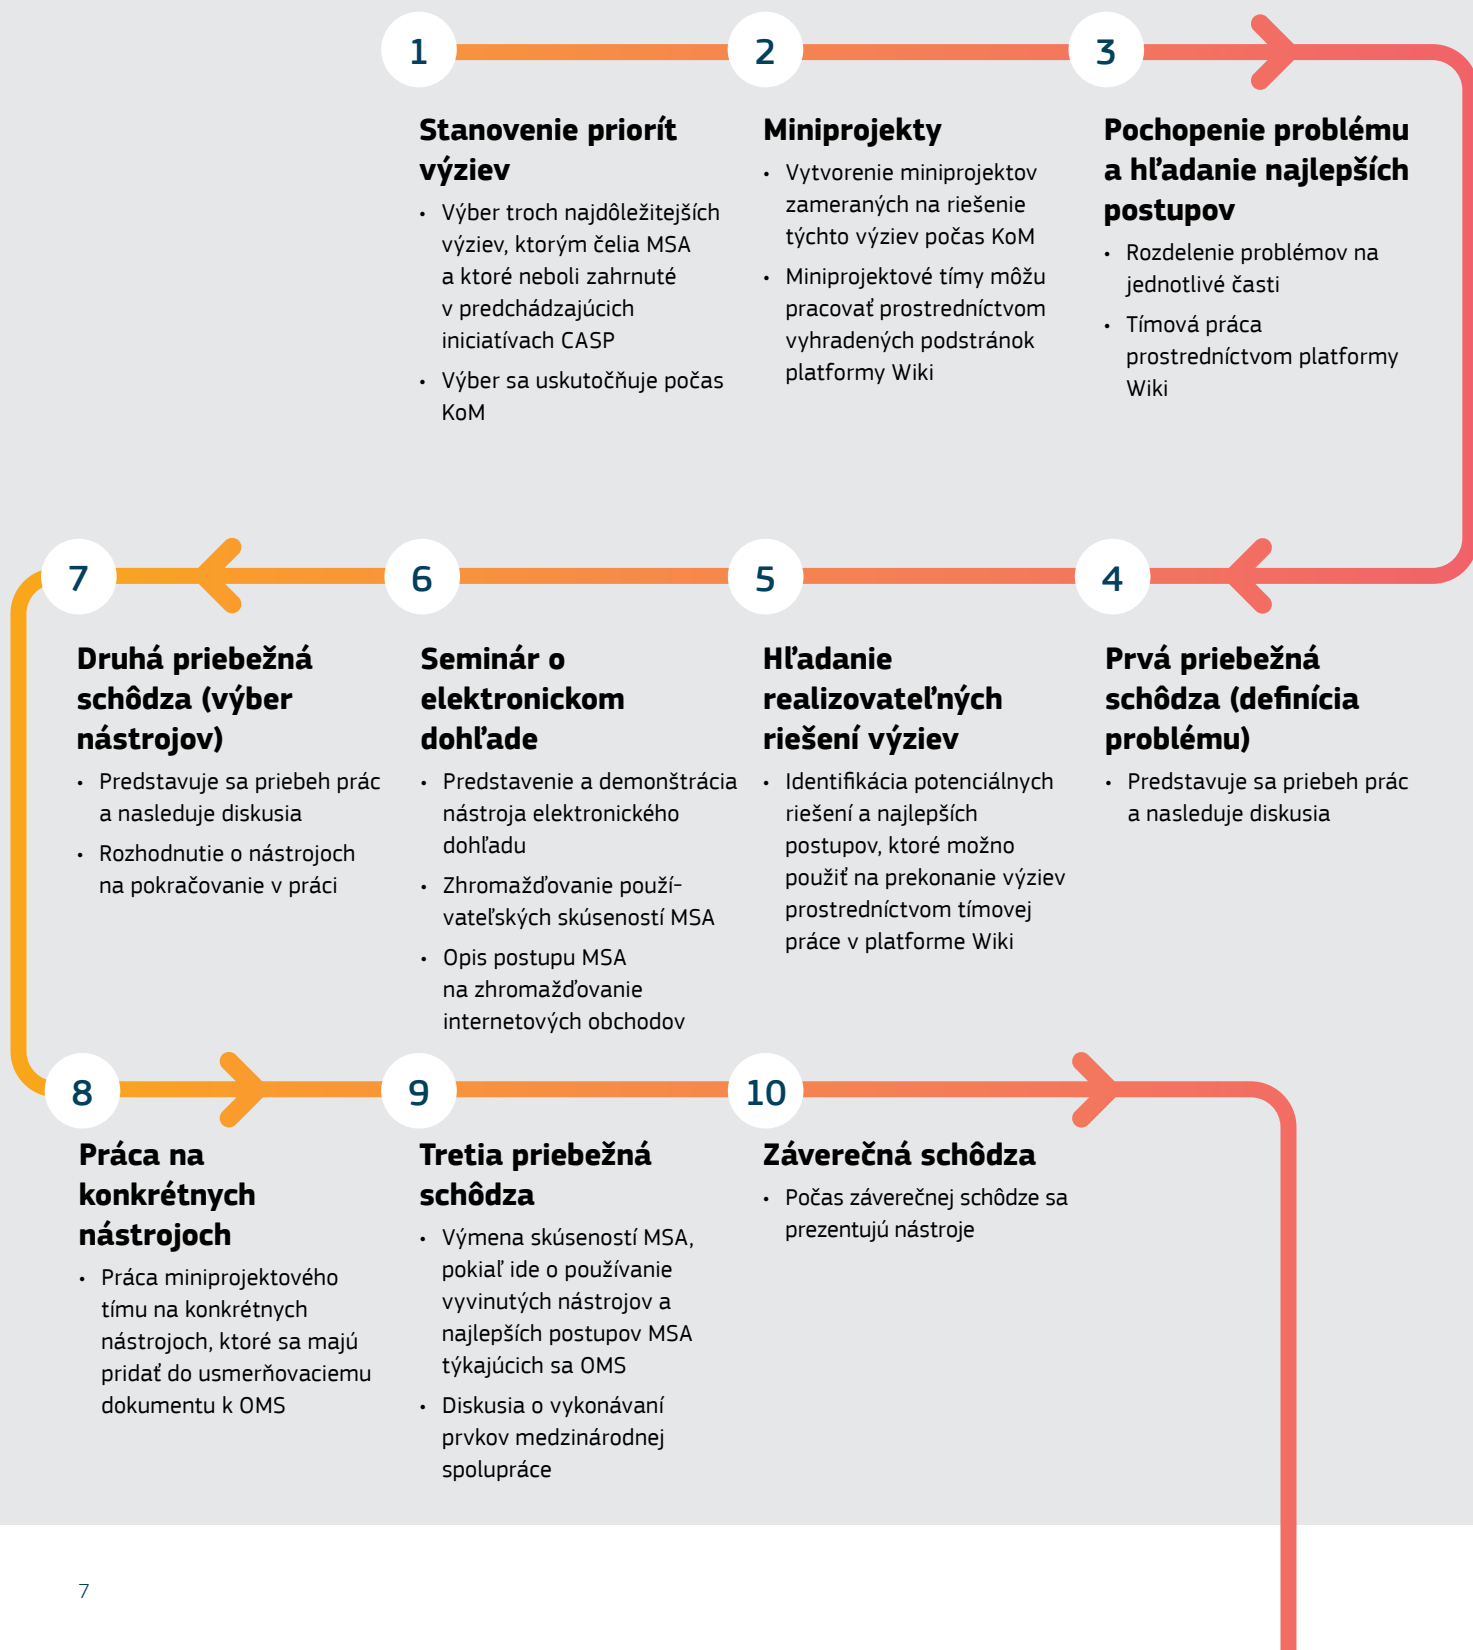 1
Stanovenie priorít
výziev
• Výber troch najdôležitejších
výziev, ktorým čelia MSA
a ktoré neboli zahrnuté
v predchádzajúcich
iniciatívach CASP
• Výber sa uskutočňuje počas
KoM
2
Miniprojekty
• Vytvorenie miniprojektov
zameraných na riešenie
týchto výziev počas KoM
• Miniprojektové tímy môžu
pracovať prostredníctvom
vyhradených podstránok
platformy Wiki
3
Pochopenie problému
a hľadanie najlepších
postupov
• Rozdelenie problémov na
jednotlivé časti
• Tímová práca
prostredníctvom platformy
Wiki
4
Prvá priebežná
schôdza (definícia
problému)
• Predstavuje sa priebeh prác
a nasleduje diskusia
5
Hľadanie
realizovateľných
riešení výziev
• Identifikácia potenciálnych
riešení a najlepších
postupov, ktoré možno
použiť na prekonanie výziev
prostredníctvom tímovej
práce v platforme Wiki
6
Seminár o
elektronickom
dohľade
• Predstavenie a demonštrácia
nástroja elektronického
dohľadu
• Zhromažďovanie použí-
vateľských skúseností MSA
• Opis postupu MSA
na zhromažďovanie
internetových obchodov
7
Druhá priebežná
schôdza (výber
nástrojov)
• Predstavuje sa priebeh prác
a nasleduje diskusia
• Rozhodnutie o nástrojoch
na pokračovanie v práci
8
Práca na
konkrétnych
nástrojoch
• Práca miniprojektového
tímu na konkrétnych
nástrojoch, ktoré sa majú
pridať do usmerňovaciemu
dokumentu k OMS
9
Tretia priebežná
schôdza
• Výmena skúseností MSA,
pokiaľ ide o používanie
vyvinutých nástrojov a
najlepších postupov MSA
týkajúcich sa OMS
• Diskusia o vykonávaní
prvkov medzinárodnej
spolupráce
10
Záverečná schôdza
• Počas záverečnej schôdze sa
prezentujú nástroje
7